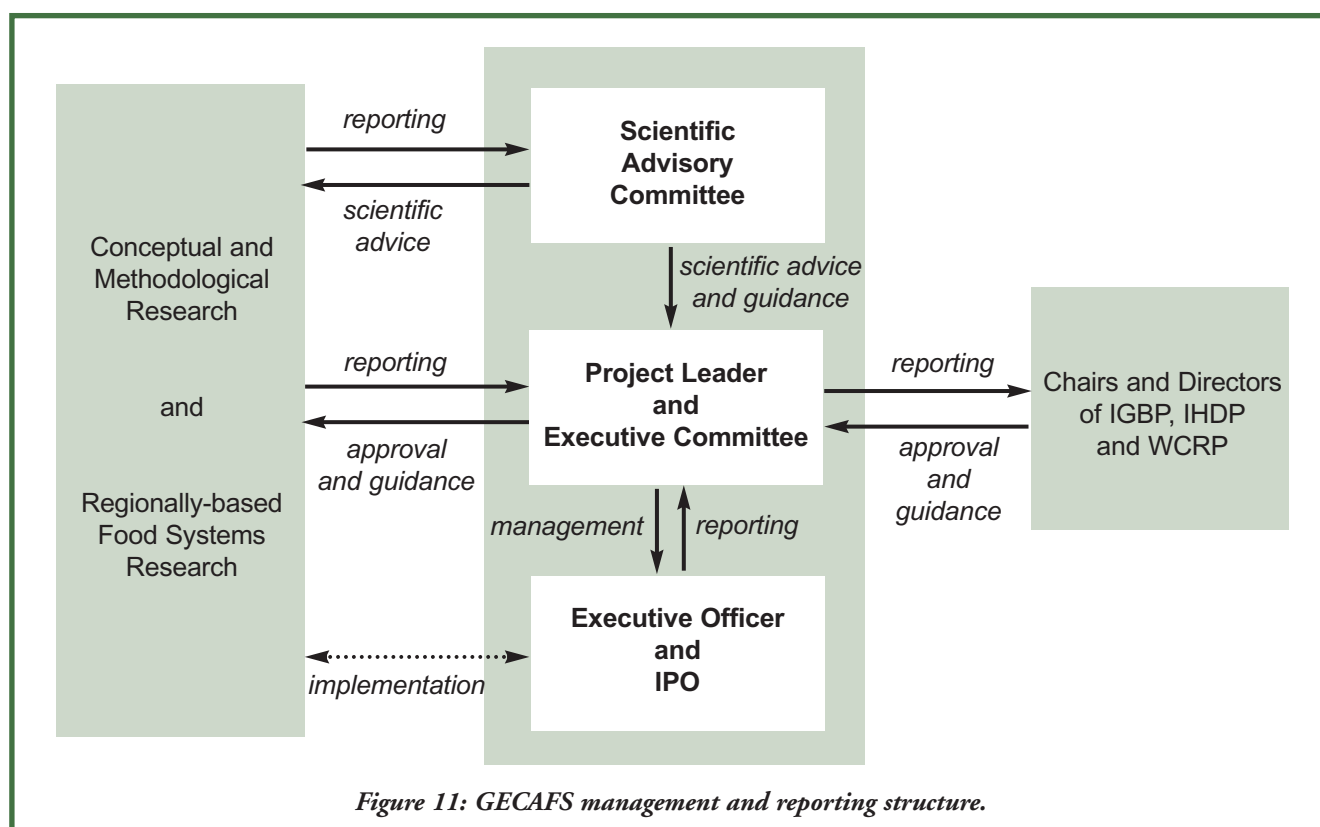 Conceptual and
Methodological
Research
and
Regionally-based
Food Systems
Research
reporting
scientific
advice
reporting
approval
and guidance
implementation
Scientific
Advisory
Committee
scientific advice
and guidance
Project Leader
and
Executive Committee
management
reporting
Executive Officer
and
IPO
reporting
approval
and
guidance
Chairs and Directors
of IGBP, IHDP
and WCRP
Figure 11: GECAFS management and reporting structure.